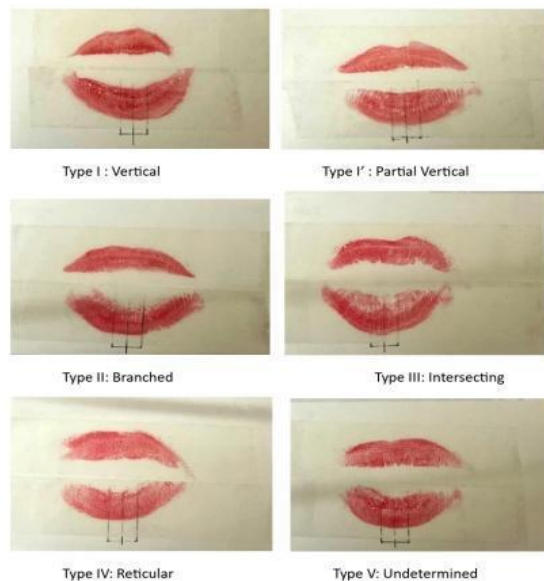 Type I : Vertical
Type I′ : Partial Vertical
Type II: Branched
Type III: Intersecting
Type IV: Reticular
Type V: Undetermined